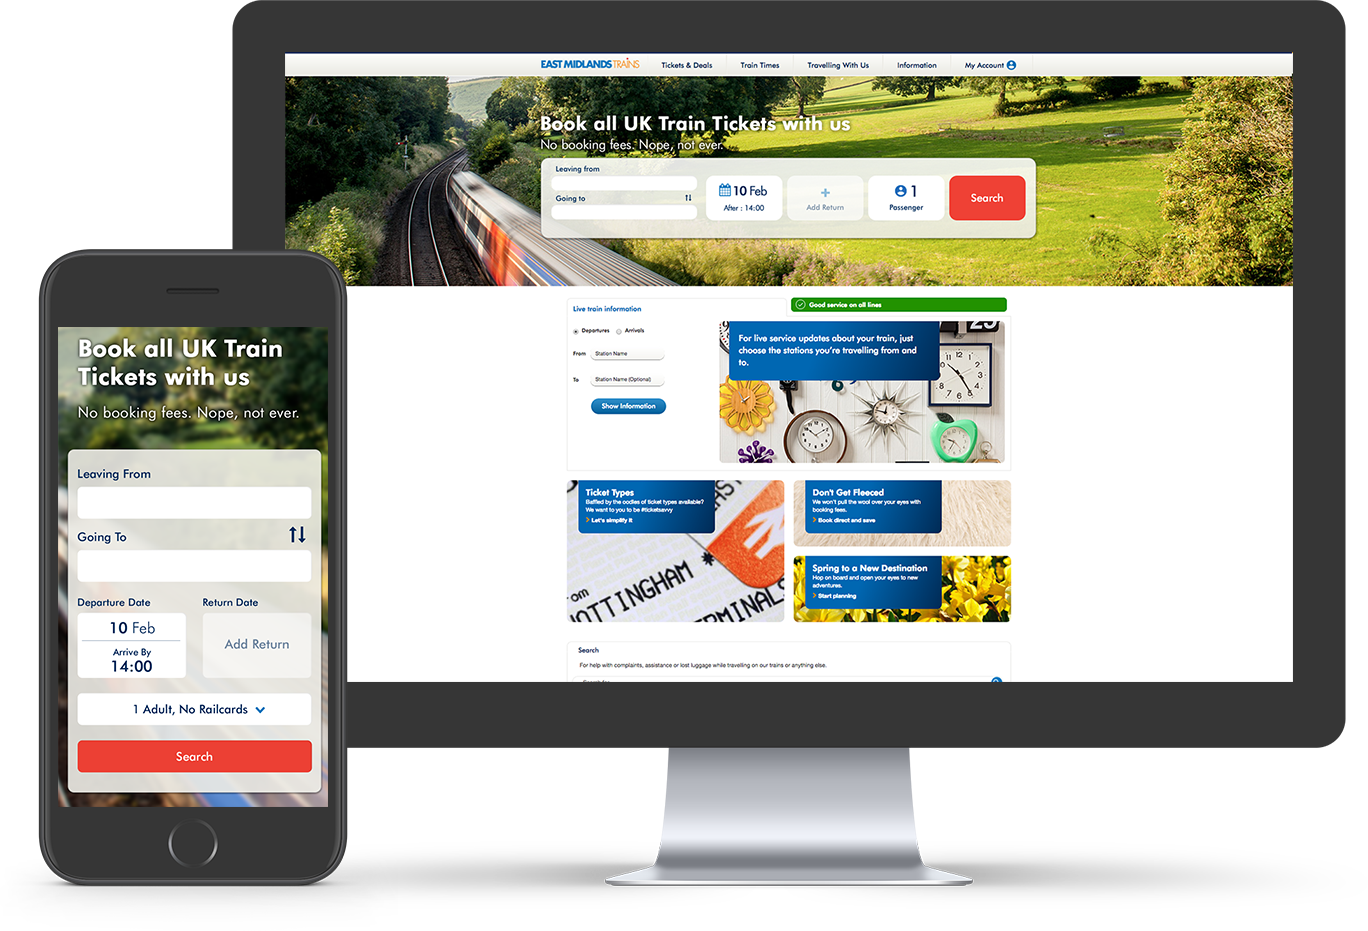 EAST MIDLANDS TRAINS
Tickets & Deals
Train Times
Travelling With Us
Information
My Account
Book all UK Train Tickets with us
No booking fees. Nope, not ever.
Leaving from
Going to
10 Feb
After : 14:00
+
Add Return
1
Passenger
Search
Live train information
Departures
Arrivals
From
Station Name
To
Station Name (Optional)
Show Information
Good service on all lines
For live service updates about your train, just
choose the stations you're travelling from and
to.
Ticket Types
Baffled by the oodles of ticket types available?
We want to you to be #ticketsavvy
Let's simplify it
OTTINGHAM *
ERMINALS
Don't Get Fleeced
We won't pull the wool over your eyes with
booking fees.
Book direct and save
Spring to a New Destination
Hop on board and open your eyes to new
adventures.
Start planning
Search
For help with complaints, assistance or lost luggage while travelling on our trains or anything else.
Book all UK Train
Tickets with us
No booking fees. Nope, not ever.
Leaving From
Going To
Departure Date
Return Date
10 Feb
Arrive By
14:00
Add Return
1 Adult, No Railcards
Search